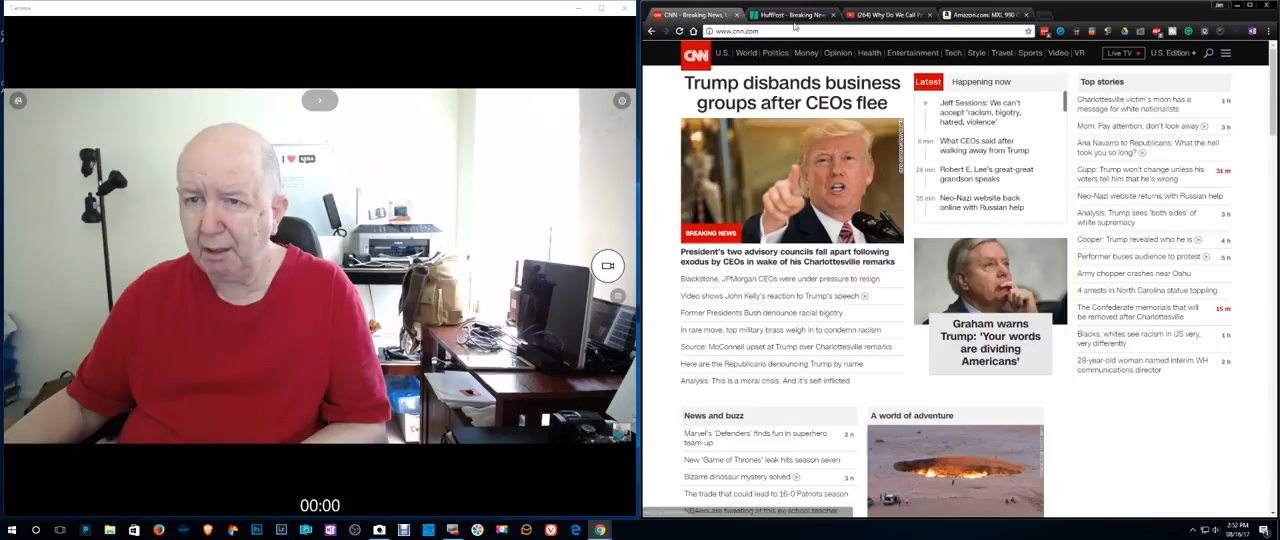 Camera
CNN - Breaking News, L
HuffPost - Breaking New
(264) Why Do We Call P
Amazon.com: MXL 990 C
Jim
www.cnn.com
CNN
U.S. World Politics Money Opinion Health Entertainment Tech Style Travel Sports Video VR
Live TV
U.S. Edition +
Trump disbands business
groups after CEOs flee
BREAKING NEWS
President's two advisory councils fall apart following
exodus by CEOs in wake of his Charlottesville remarks
Blackstone, JPMorgan CEOs were under pressure to resign
Video shows John Kelly's reaction to Trump's speech
Former Presidents Bush denounce racial bigotry
In rare move, top military brass weigh in to condemn racism
Source: McConnell upset at Trump over Charlottesville remarks
Here are the Republicans denouncing Trump by name
Analysis: This is a moral crisis. And it's self-inflicted
Latest Happening now
Jeff Sessions: We can't
accept 'racism, bigotry,
hatred, violence'
6 min What CEOs said after
walking away from Trump
24 min Robert E. Lee's great-great
grandson speaks
35 min Neo-Nazi website back
online with Russian help
Graham warns
Trump: 'Your words
are dividing
Americans'
Top stories
Charlottesville victim's mom has a 1 h
message for white nationalists
Mom: Pay attention, don't look away 3 h
Ana Navarro to Republicans: What the hell
took you so long?
Cupp: Trump won't change unless his 31 m
voters tell him that he's wrong
Neo-Nazi website returns with Russian help
Analysis: Trump sees 'both sides' of 3 h
white supremacy
Cooper: Trump revealed who he is 4 h
Performer buses audience to protest 5 h
Army chopper crashes near Oahu
4 arrests in North Carolina statue toppling
The Confederate memorials that will 15 m
be removed after Charlottesville
Blacks, whites see racism in US very, 1 h
very differently
28-year-old woman named Interim WH 2 h
communications director
News and buzz
Marvel's 'Defenders' finds fun in superhero 2 h
team-up
New 'Game of Thrones' leak hits season seven
Bizarre dinosaur mystery solved 3 h
The trade that could lead to 16-0 Patriots season
A world of adventure
00:00
2:52 PM
08/16/17